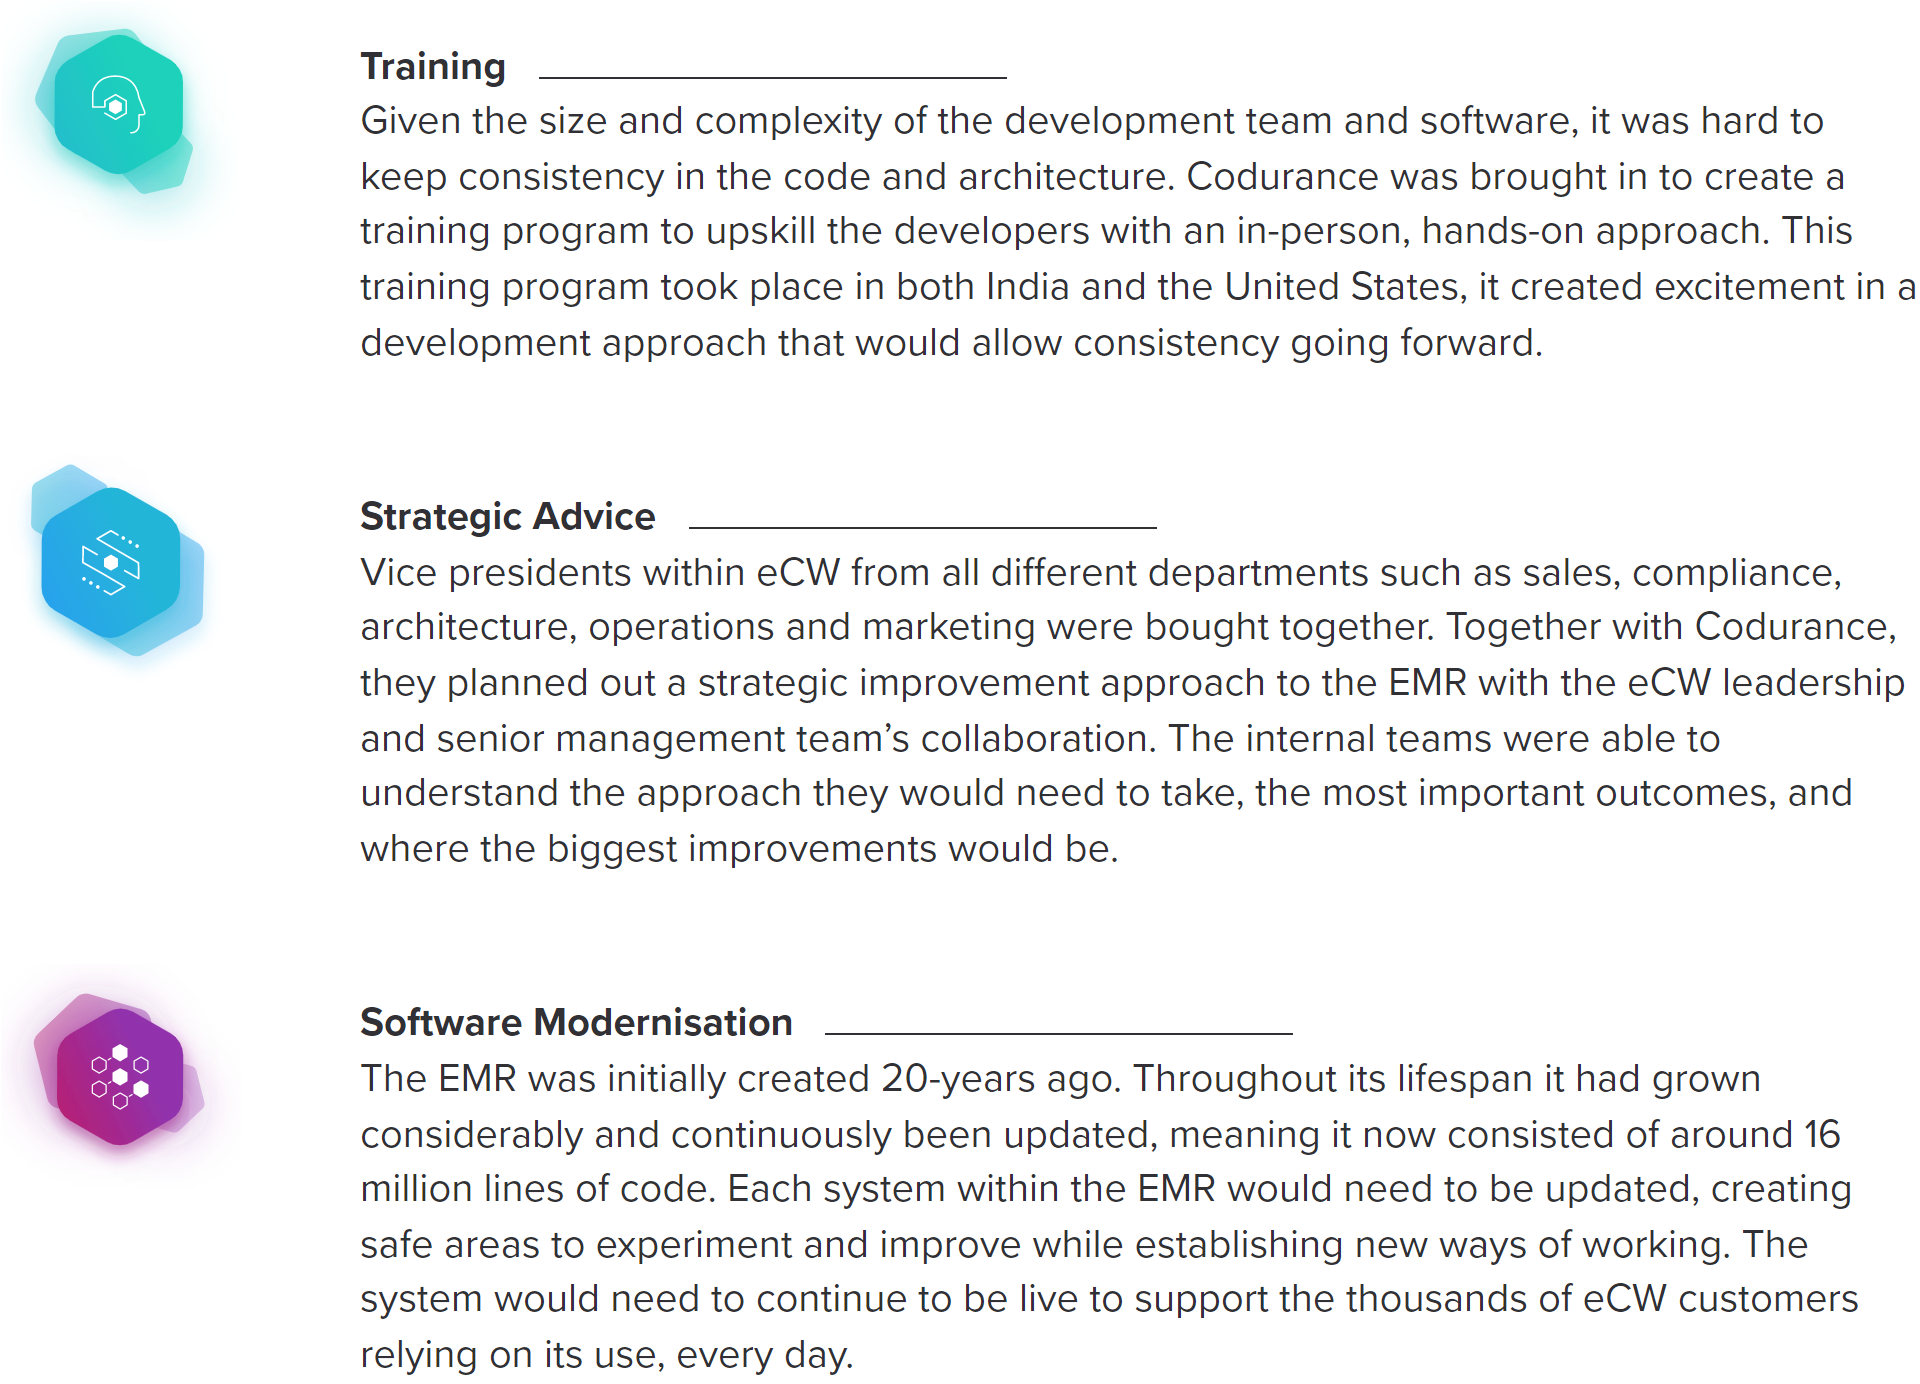 Training
Given the size and complexity of the development team and software, it was hard to
keep consistency in the code and architecture. Codurance was brought in to create a
training program to upskill the developers with an in-person, hands-on approach. This
training program took place in both India and the United States, it created excitement in a
development approach that would allow consistency going forward.
Strategic Advice
Vice presidents within eCW from all different departments such as sales, compliance,
architecture, operations and marketing were bought together. Together with Codurance,
they planned out a strategic improvement approach to the EMR with the eCW leadership
and senior management team’s collaboration. The internal teams were able to
understand the approach they would need to take, the most important outcomes, and
where the biggest improvements would be.
Software Modernisation
The EMR was initially created 20-years ago. Throughout its lifespan it had grown
considerably and continuously been updated, meaning it now consisted of around 16
million lines of code. Each system within the EMR would need to be updated, creating
safe areas to experiment and improve while establishing new ways of working. The
system would need to continue to be live to support the thousands of eCW customers
relying on its use, every day.